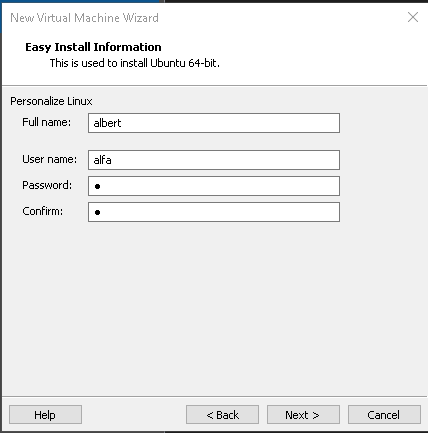 New Virtual Machine Wizard
Easy Install Information
This is used to install Ubuntu 64-bit.
Personalize Linux
Full name: albert
User name: alfa
Password: ●
Confirm: ●
Help < Back Next > Cancel